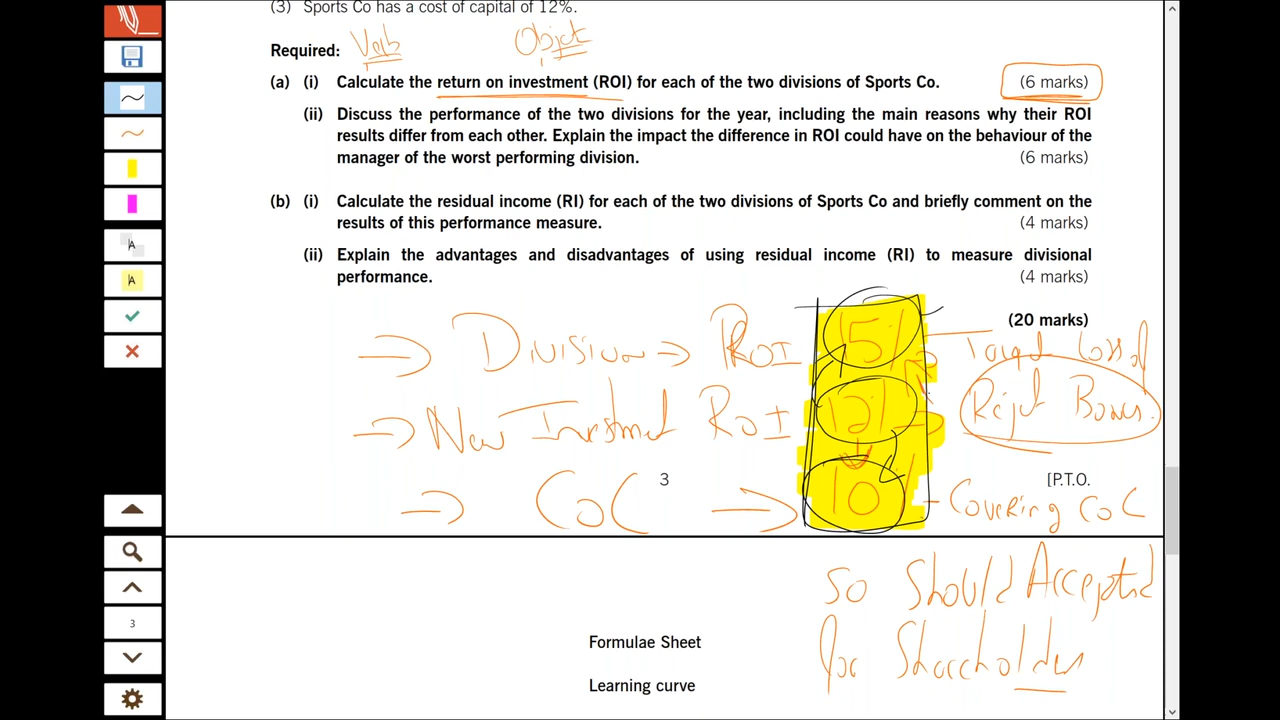 (3) Sports Co has a cost of capital of 12%.
Verb Object
Required:
(a) (i) Calculate the return on investment (ROI) for each of the two divisions of Sports Co. (6 marks)
(ii) Discuss the performance of the two divisions for the year, including the main reasons why their ROI
results differ from each other. Explain the impact the difference in ROI could have on the behaviour of the
manager of the worst performing division. (6 marks)
(b) (i) Calculate the residual income (RI) for each of the two divisions of Sports Co and briefly comment on the
results of this performance measure. (4 marks)
(ii) Explain the advantages and disadvantages of using residual income (RI) to measure divisional
performance. (4 marks)
(20 marks)
→ Division → ROI 15% Target loss of
→ New Investment ROI 12% → Reject Bonus.
3 [P.T.O.
→ CoC → 10% - Covering CoC
so should Accepted
for Shareholder
Formulae Sheet
Learning curve
A
A
3